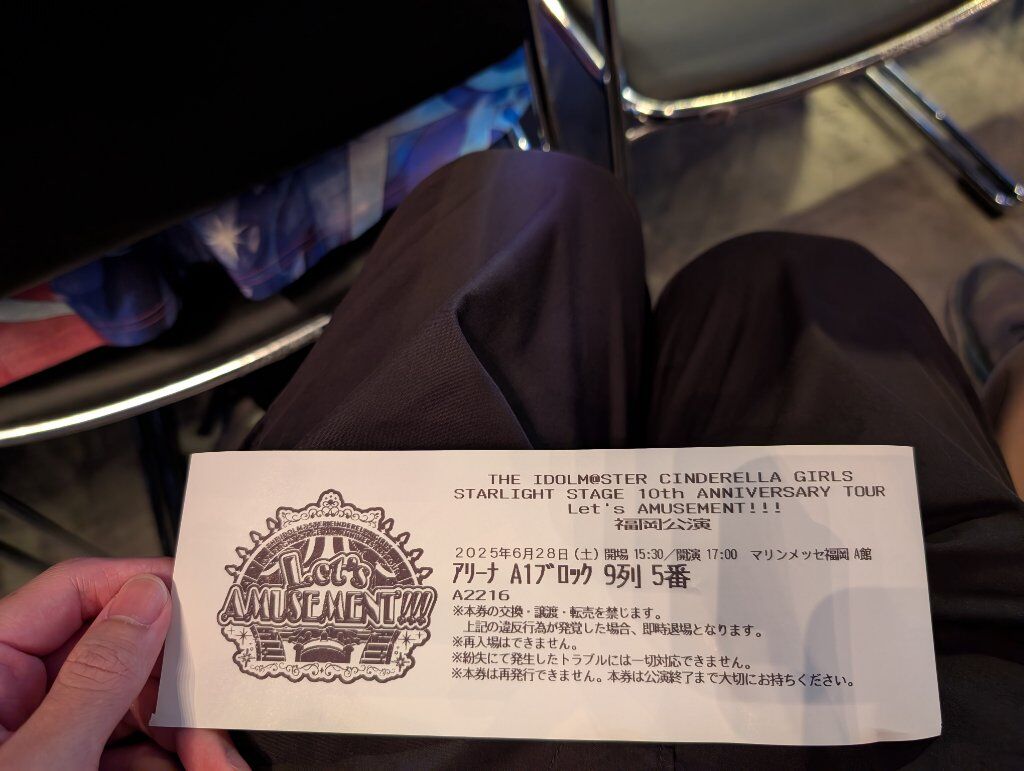 THE IDOLM@STER CINDERELLA GIRLS
STARLIGHT STAGE 10th ANNIVERSARY TOUR
Let's AMUSEMENT!!!
福岡公演
2025年6月28日(土) 開場 15:30/開演 17:00 マリンメッセ福岡 A館
アリーナ A1ブロック 9列 5番
A2216
※本券の交換・譲渡・転売を禁じます。
上記の違反行為が発覚した場合、即時退場となります。
※再入場はできません。
※紛失にて発生したトラブルには一切対応できません。
※本券は再発行できません。本券は公演終了まで大切にお持ちください。
Let's
AMUSEMENT!!!